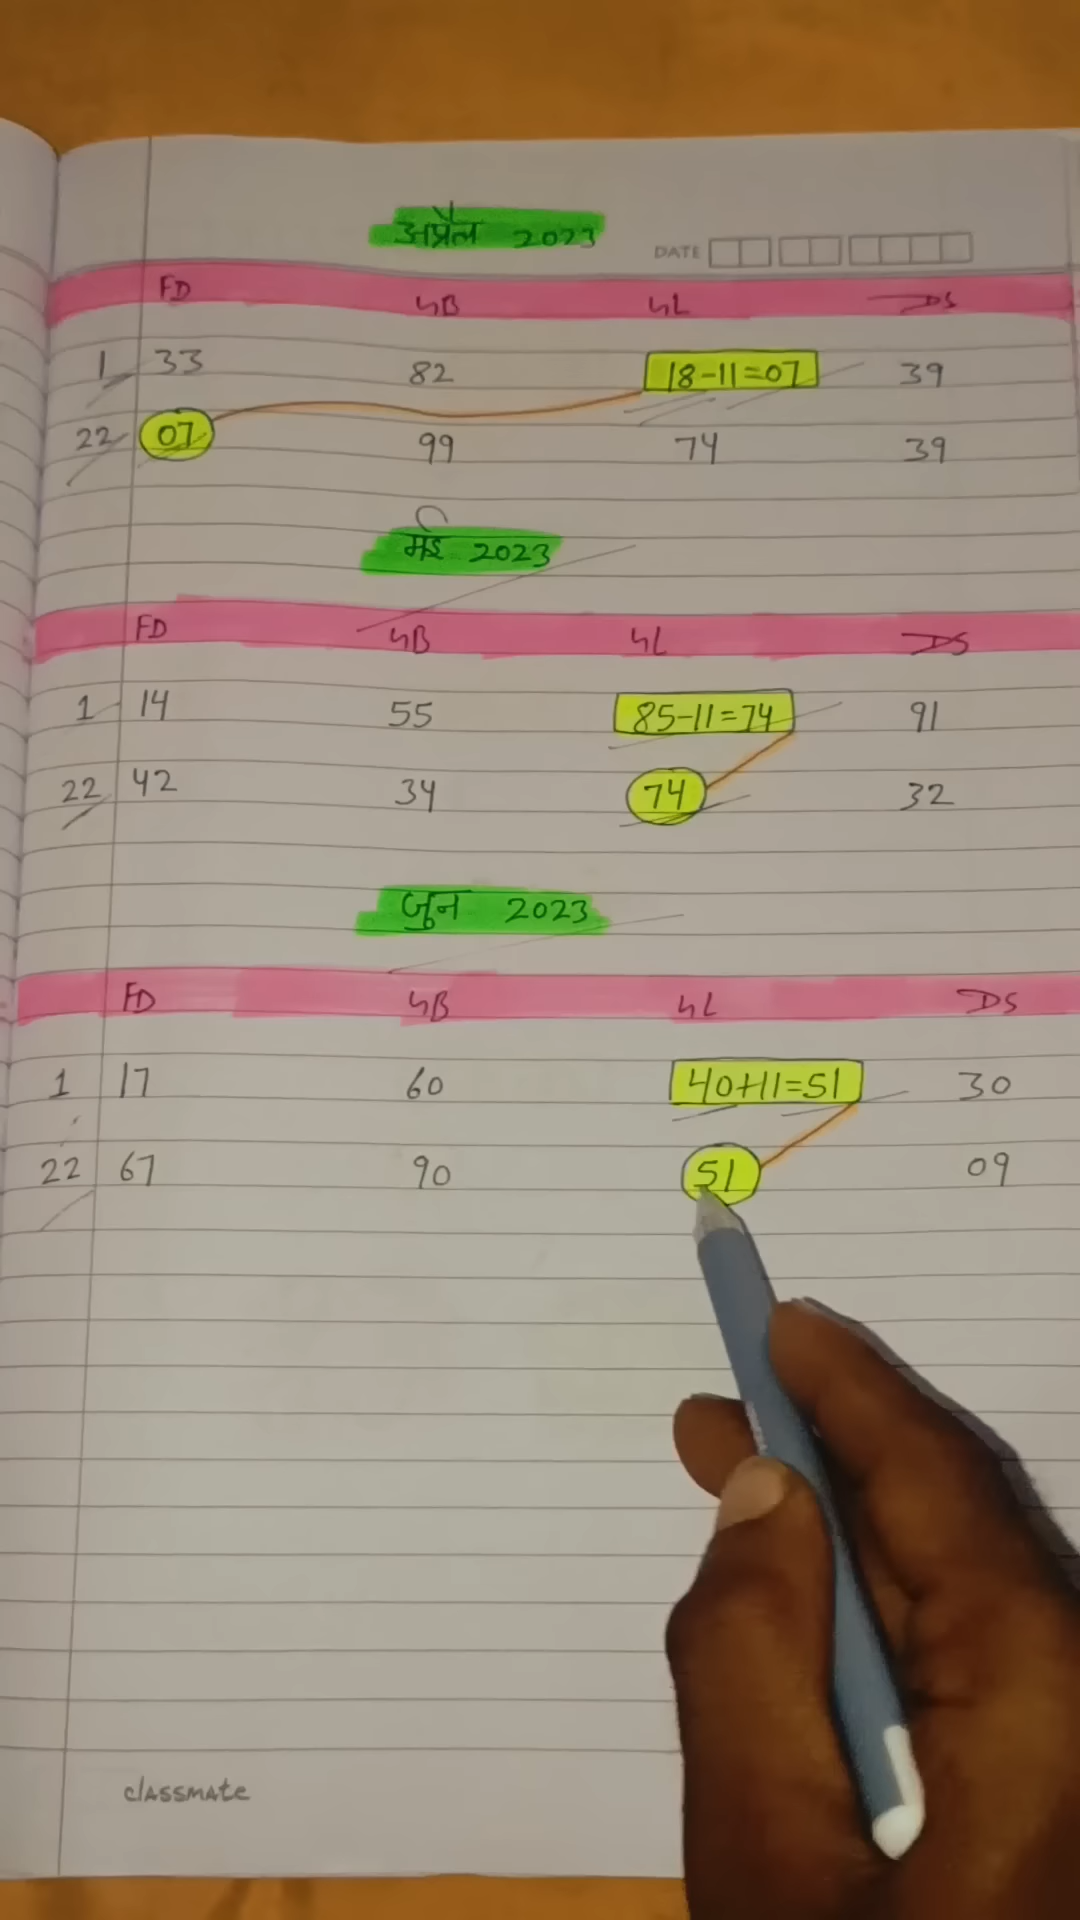 अप्रैल 2023
DATE
FD GB GL DS
1 33 82 18-11=07 39
22 07 99 74 39
मई 2023
FD GB GL DS
1 14 55 85-11=74 91
22 42 34 74 32
जून 2023
FD GB GL DS
1 17 60 40+11=51 30
22 67 90 51 09
classmate